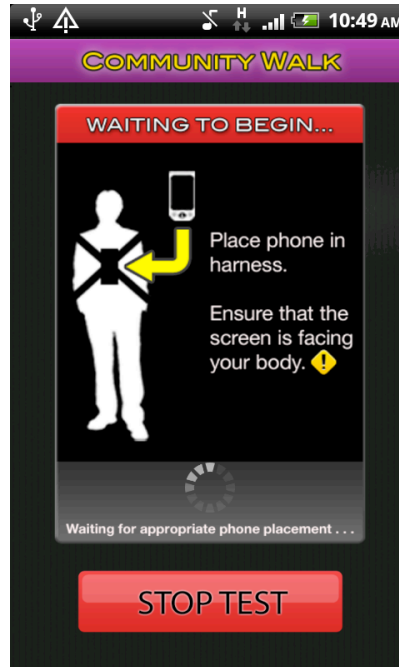 H 10:49 AM
COMMUNITY WALK
WAITING TO BEGIN...
Place phone in
harness.
Ensure that the
screen is facing
your body. !
Waiting for appropriate phone placement . . .
STOP TEST